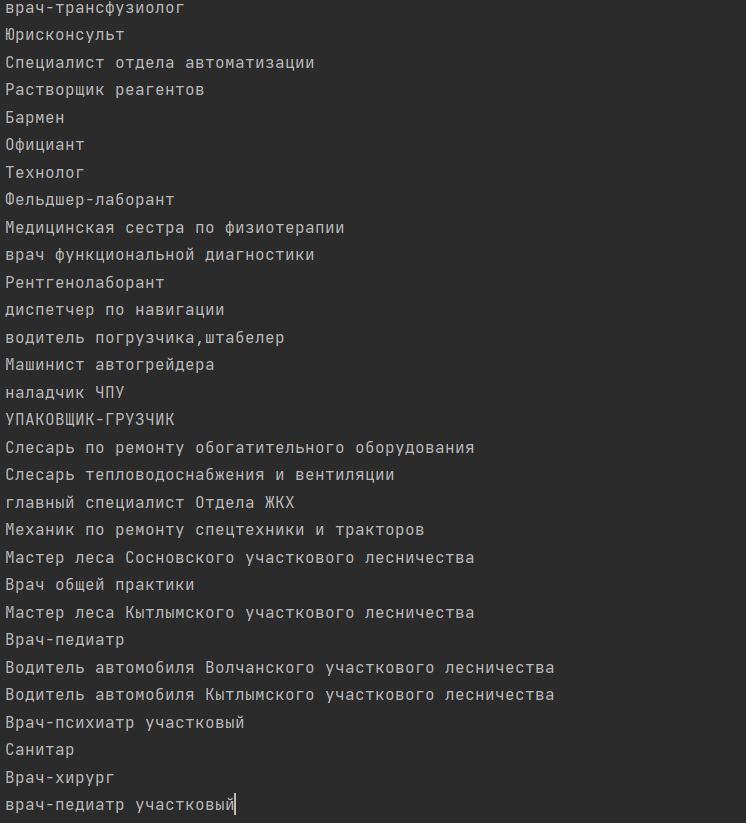 врач-трансфузиолог
Юрисконсульт
Специалист отдела автоматизации
Растворщик реагентов
Бармен
Официант
Технолог
Фельдшер-лаборант
Медицинская сестра по физиотерапии
врач функциональной диагностики
Рентгенолаборант
диспетчер по навигации
водитель погрузчика,штабелер
Машинист автогрейдера
наладчик ЧПУ
УПАКОВЩИК-ГРУЗЧИК
Слесарь по ремонту обогатительного оборудования
Слесарь тепловодоснабжения и вентиляции
главный специалист Отдела ЖКХ
Механик по ремонту спецтехники и тракторов
Мастер леса Сосновского участкового лесничества
Врач общей практики
Мастер леса Кытлымского участкового лесничества
Врач-педиатр
Водитель автомобиля Волчанского участкового лесничества
Водитель автомобиля Кытлымского участкового лесничества
Врач-психиатр участковый
Санитар
Врач-хирург
врач-педиатр участковый